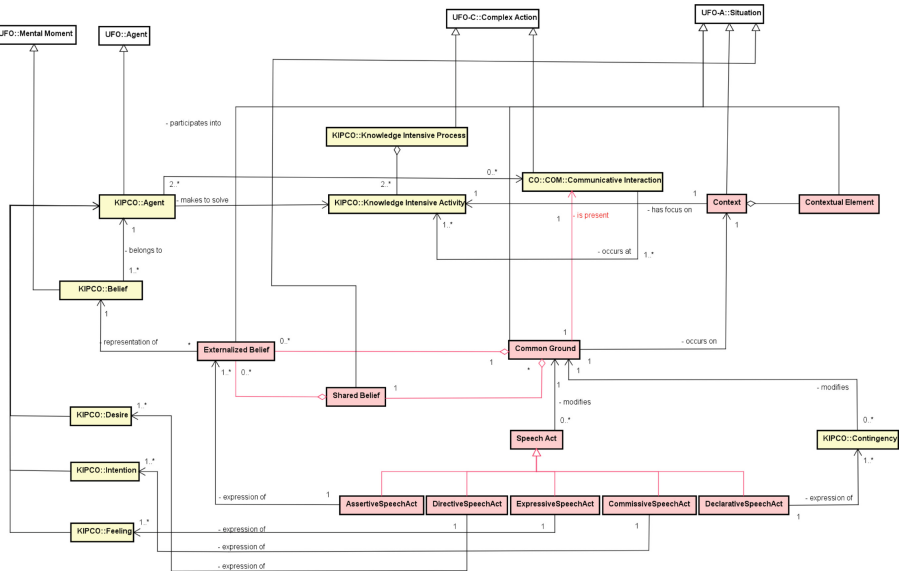 UFO-A::Situation
UFO-C::Complex Action
UFO::Mental Moment
UFO::Agent
- participates into
KIPCO::Knowledge Intensive Process
0..*
CO::COM::Communicative Interaction
2..*
2..*
KIPCO::Agent
- makes to solve
KIPCO::Knowledge Intensive Activity
1
1
Context
Contextual Element
- has focus on
- is present
1
1..*
1
1
- belongs to
- occurs at
1..*
1..*
KIPCO::Belief
1
- representation of
*
Externalized Belief
0..*
1
Common Ground
1
- occurs on
1
1..*
0..*
1
*
1
1
Shared Belief
- modifies
- modifies
KIPCO::Desire
1..*
0..*
0..*
Speech Act
KIPCO::Contingency
1..*
KIPCO::Intention
1..*
- expression of
1
AssertiveSpeechAct
DirectiveSpeechAct
ExpressiveSpeechAct
CommissiveSpeechAct
DeclarativeSpeechAct
- expression of
1
KIPCO::Feeling
1..*
- expression of
1
1
1
- expression of
- expression of